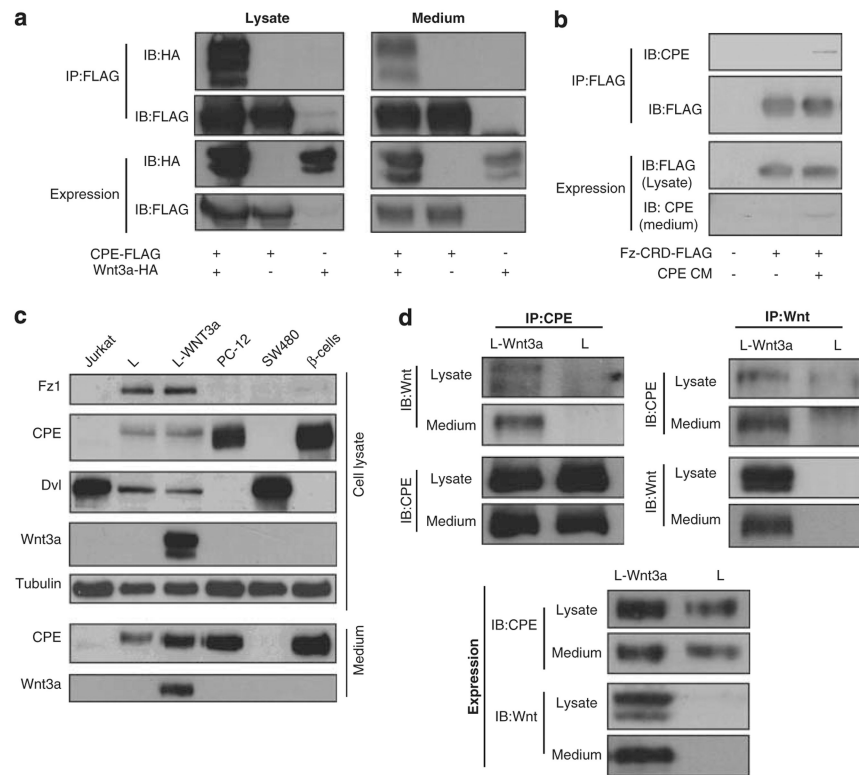 a
Lysate
Medium
IP:FLAG
IB:HA
IB:FLAG
Expression
IB:HA
IB:FLAG
CPE-FLAG + + - + + -
Wnt3a-HA + - + + - +
b
IP:FLAG
IB:CPE
IB:FLAG
Expression
IB:FLAG
(Lysate)
IB: CPE
(medium)
Fz-CRD-FLAG - + +
CPE CM - - +
c
Jurkat L L-WNT3a PC-12 SW480 β-cells
Fz1
CPE
Dvl
Wnt3a
Tubulin
Cell lysate
CPE
Wnt3a
Medium
d
IP:CPE
L-Wnt3a L
IB:Wnt
Lysate
Medium
IB:CPE
Lysate
Medium
IP:Wnt
L-Wnt3a L
IB:CPE
Lysate
Medium
IB:Wnt
Lysate
Medium
L-Wnt3a L
Expression
IB:CPE
Lysate
Medium
IB:Wnt
Lysate
Medium